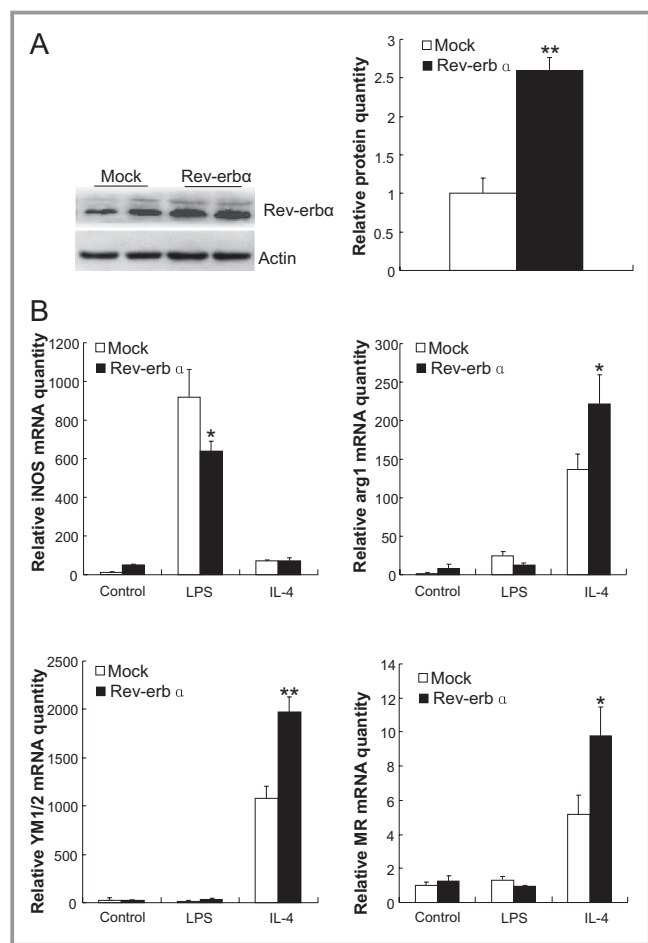 A
Mock
Rev-erbα
Rev-erbα
Actin
Relative protein quantity
3
2.5
2
1.5
1
0.5
0
Mock
Rev-erb α
**
B
Relative iNOS mRNA quantity
1200
1000
800
600
400
200
0
Mock
Rev-erb α
*
Control LPS IL-4
Relative arg1 mRNA quantity
300
250
200
150
100
50
0
Mock
Rev-erb α
*
Control LPS IL-4
Relative YM1/2 mRNA quantity
2500
2000
1500
1000
500
0
Mock
Rev-erb α
**
Control LPS IL-4
Relative MR mRNA quantity
14
12
10
8
6
4
2
0
Mock
Rev-erb α
*
Control LPS IL-4